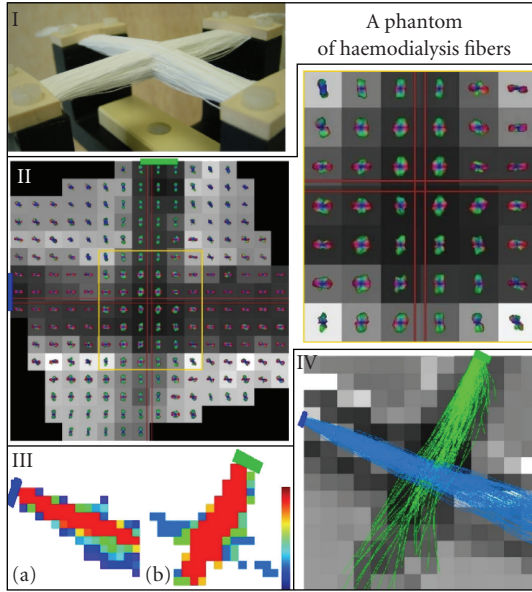 I
A phantom
of haemodialysis fibers
II
III
(a)
(b)
IV